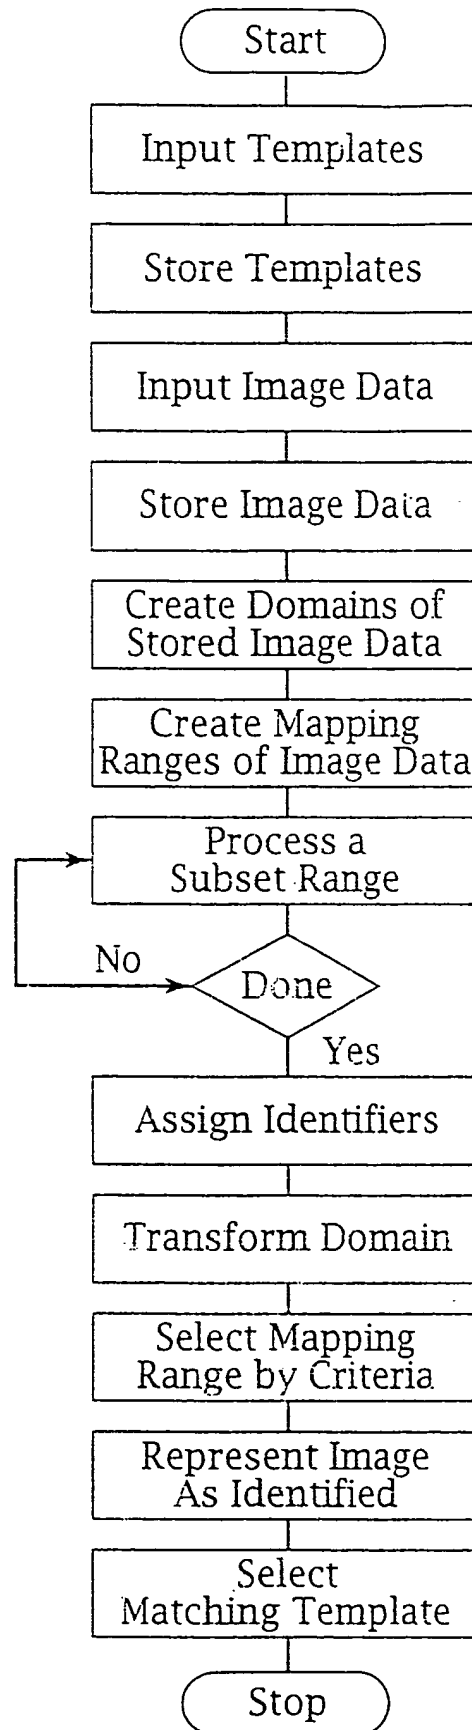 Start
Input Templates
Store Templates
Input Image Data
Store Image Data
Create Domains of
Stored Image Data
Create Mapping
Ranges of Image Data
Process a
Subset Range
No
Done
Yes
Assign Identifiers
Transform Domain
Select Mapping
Range by Criteria
Represent Image
As Identified
Select
Matching Template
Stop